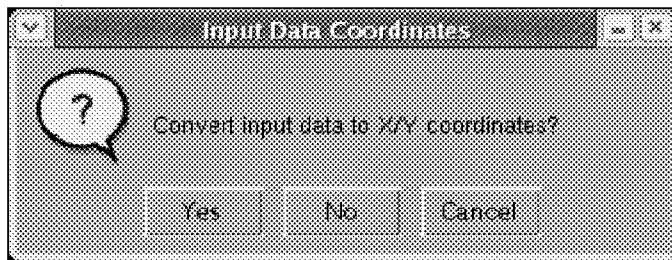 Input Data Coordinates
?
Convert input data to X/Y coordinates?
Yes No Cancel